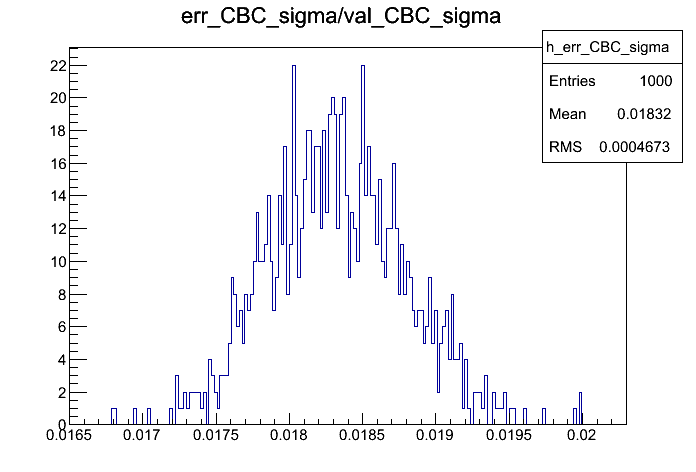 err_CBC_sigma/val_CBC_sigma
h_err_CBC_sigma
Entries 1000
Mean 0.01832
RMS 0.0004673
22
20
18
16
14
12
10
8
6
4
2
0
0.0165 0.017 0.0175 0.018 0.0185 0.019 0.0195 0.02